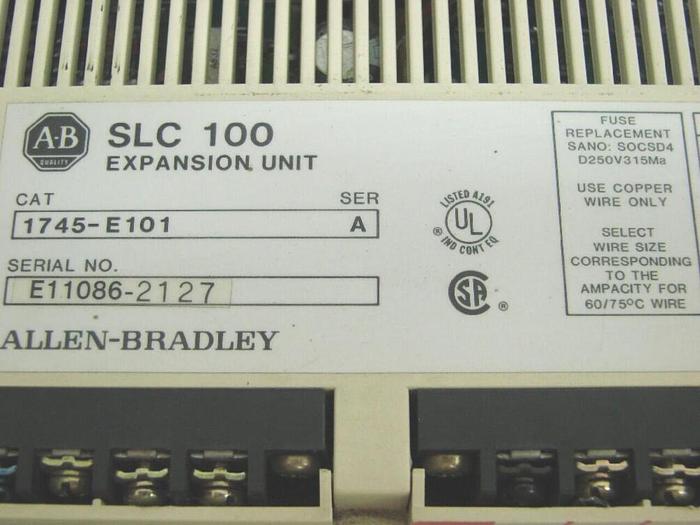 A·B
QUALITY
SLC 100
EXPANSION UNIT
CAT SER
1745-E101 A
SERIAL NO.
E11086-2127
ALLEN-BRADLEY
LISTED A191
UL
®
IND CONT EQ
SA
®
FUSE
REPLACEMENT
SANO: SOCSD4
D250V315Ma
USE COPPER
WIRE ONLY
SELECT
WIRE SIZE
CORRESPONDING
TO THE
AMPACITY FOR
60/75°C WIRE